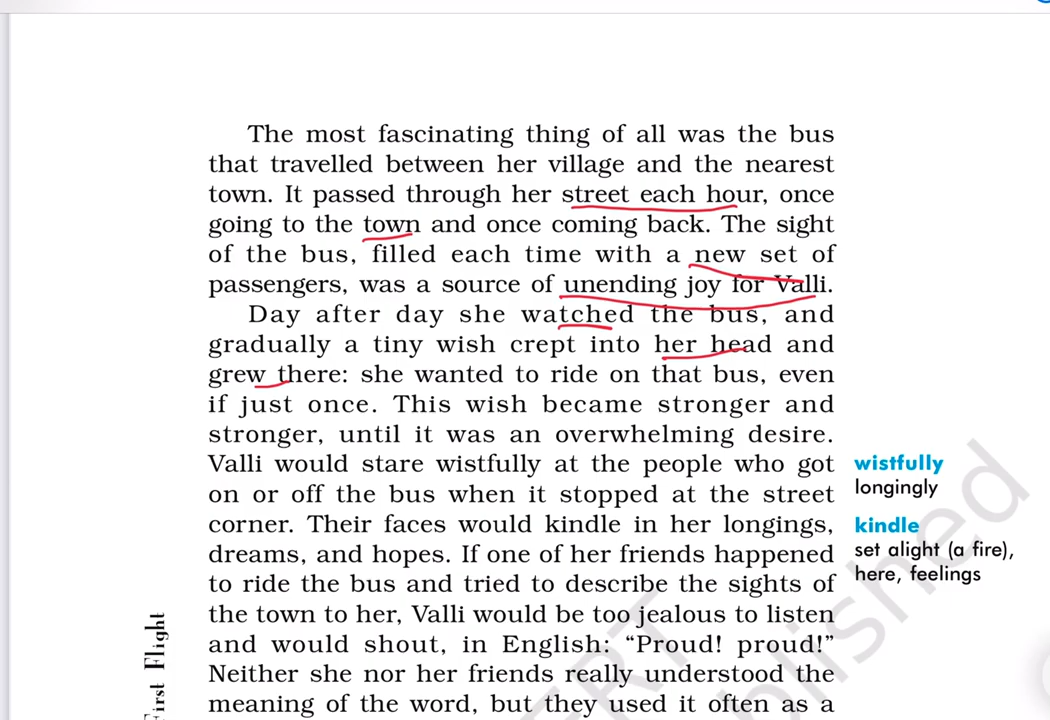 The most fascinating thing of all was the bus
that travelled between her village and the nearest
town. It passed through her street each hour, once
going to the town and once coming back. The sight
of the bus, filled each time with a new set of
passengers, was a source of unending joy for Valli.
Day after day she watched the bus, and
gradually a tiny wish crept into her head and
grew there: she wanted to ride on that bus, even
if just once. This wish became stronger and
stronger, until it was an overwhelming desire.
Valli would stare wistfully at the people who got
on or off the bus when it stopped at the street
corner. Their faces would kindle in her longings,
dreams, and hopes. If one of her friends happened
to ride the bus and tried to describe the sights of
the town to her, Valli would be too jealous to listen
and would shout, in English: “Proud! proud!”
Neither she nor her friends really understood the
meaning of the word, but they used it often as a
wistfully
longingly
kindle
set alight (a fire),
here, feelings
First Flight